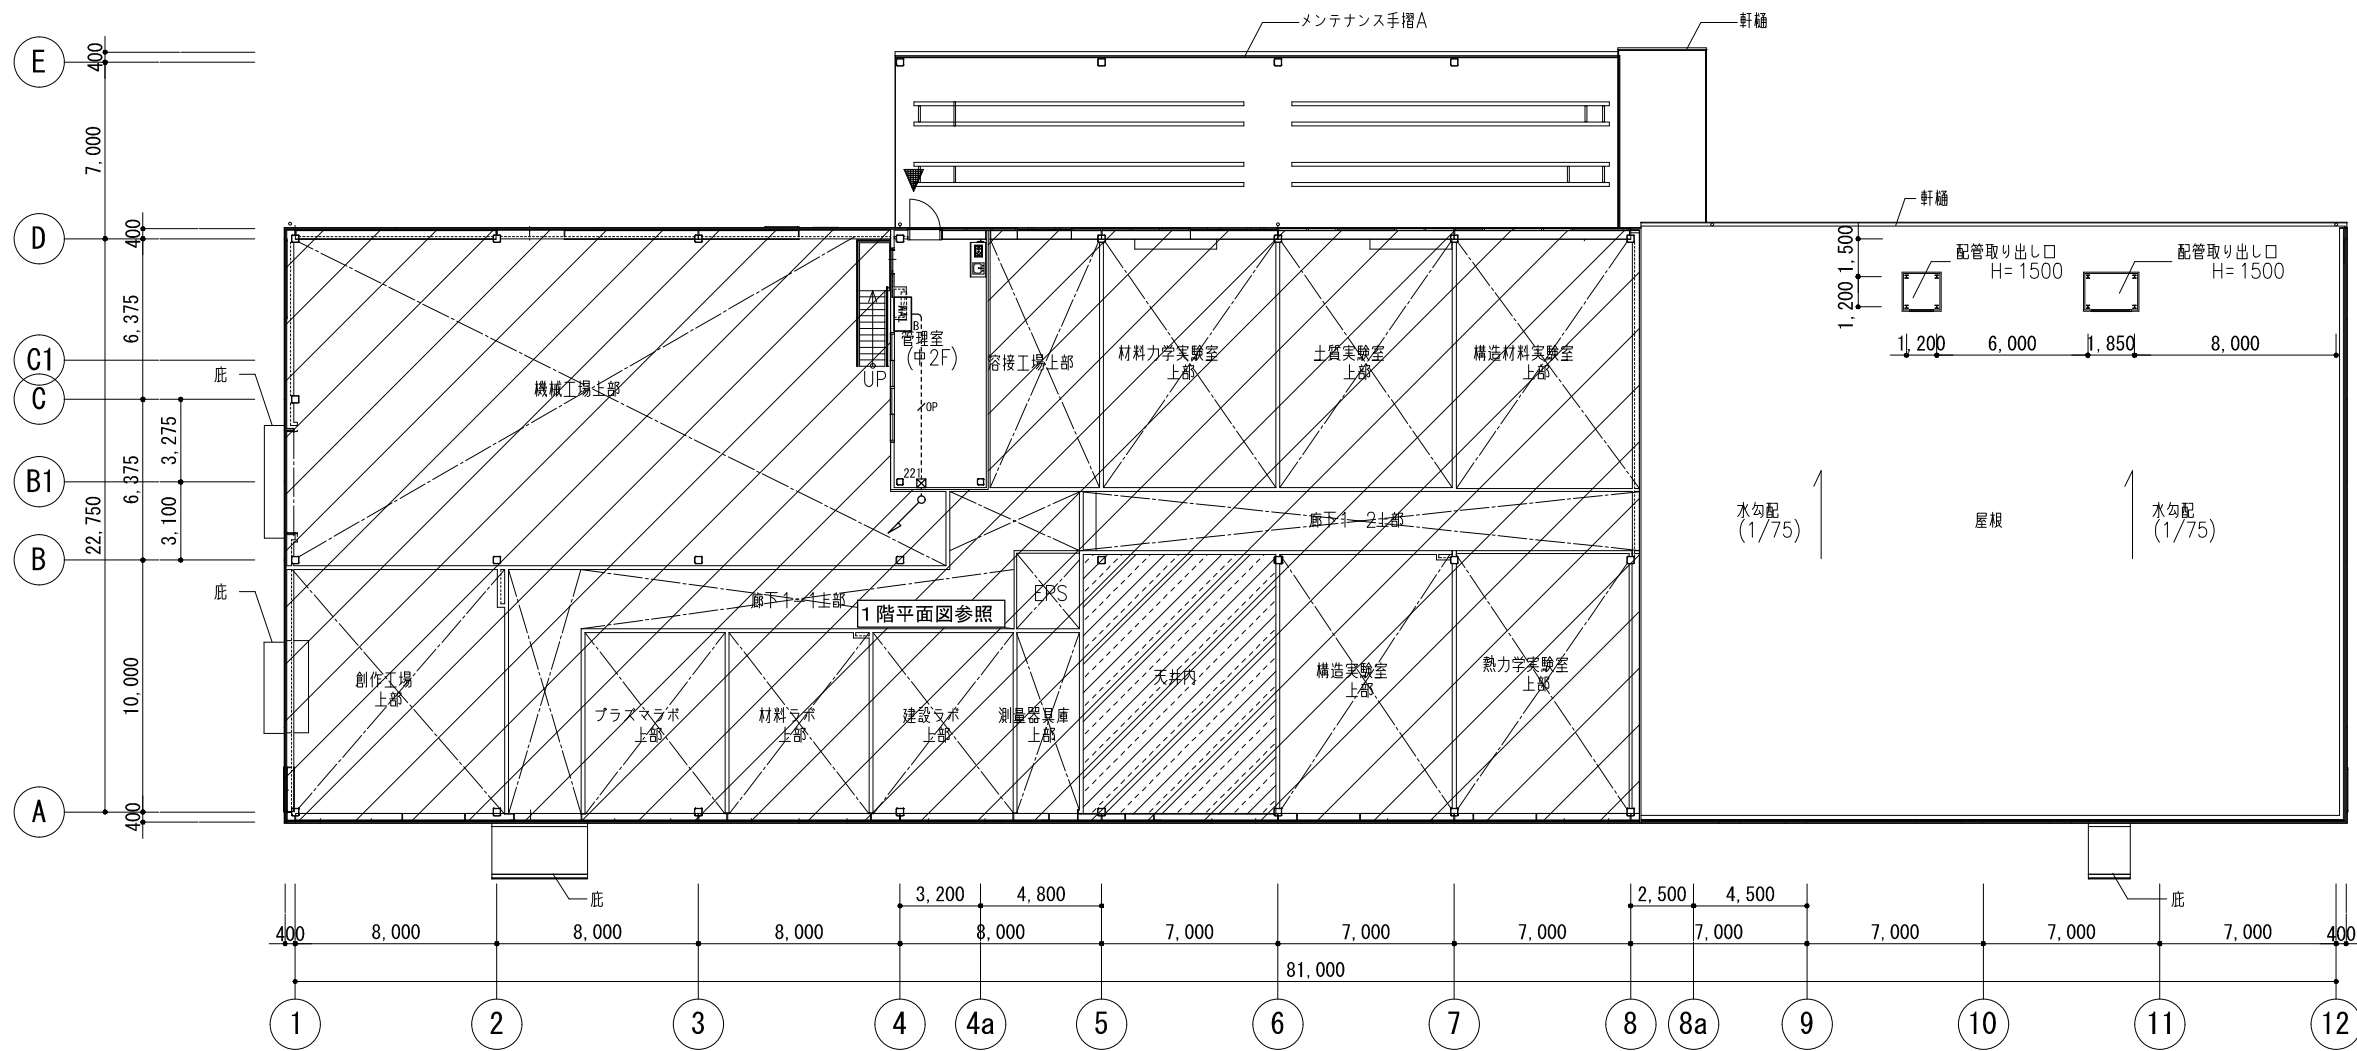 メンテナンス手摺A
軒樋
E
400
7,000
軒樋
D
400
1,500
配管取り出し口
H=1500
配管取り出し口
H=1500
1,200
6,375
管理室
(中2F)
UP
溶接工場上部
材料力学実験室
上部
土質実験室
上部
構造材料実験室
上部
1,200
6,000
1,850
8,000
C1
庇
機械工場上部
C
OP
3,275
6,375
221
B1
22,750
3,100
廊下1-2上部
水勾配
(1/75)
屋根
水勾配
(1/75)
B
庇
廊下1-1上部
1階平面図参照
EPS
10,000
創作工場
上部
プラズマラボ
上部
材料ラボ
上部
建設ラボ
上部
測量器具庫
上部
天井内
構造実験室
上部
熱力学実験室
上部
A
400
庇
庇
3,200
4,800
2,500
4,500
400
8,000
8,000
8,000
8,000
7,000
7,000
7,000
7,000
7,000
7,000
7,000
400
81,000
1
2
3
4
4a
5
6
7
8
8a
9
10
11
12